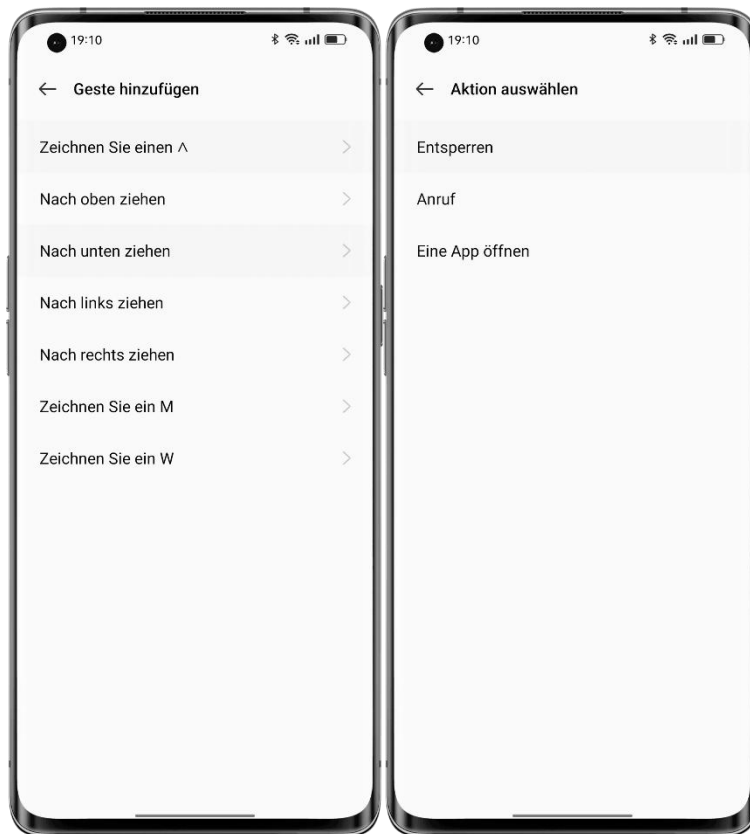 19:10
Geste hinzufügen
Zeichnen Sie einen ∧
Nach oben ziehen
Nach unten ziehen
Nach links ziehen
Nach rechts ziehen
Zeichnen Sie ein M
Zeichnen Sie ein W
19:10
Aktion auswählen
Entsperren
Anruf
Eine App öffnen